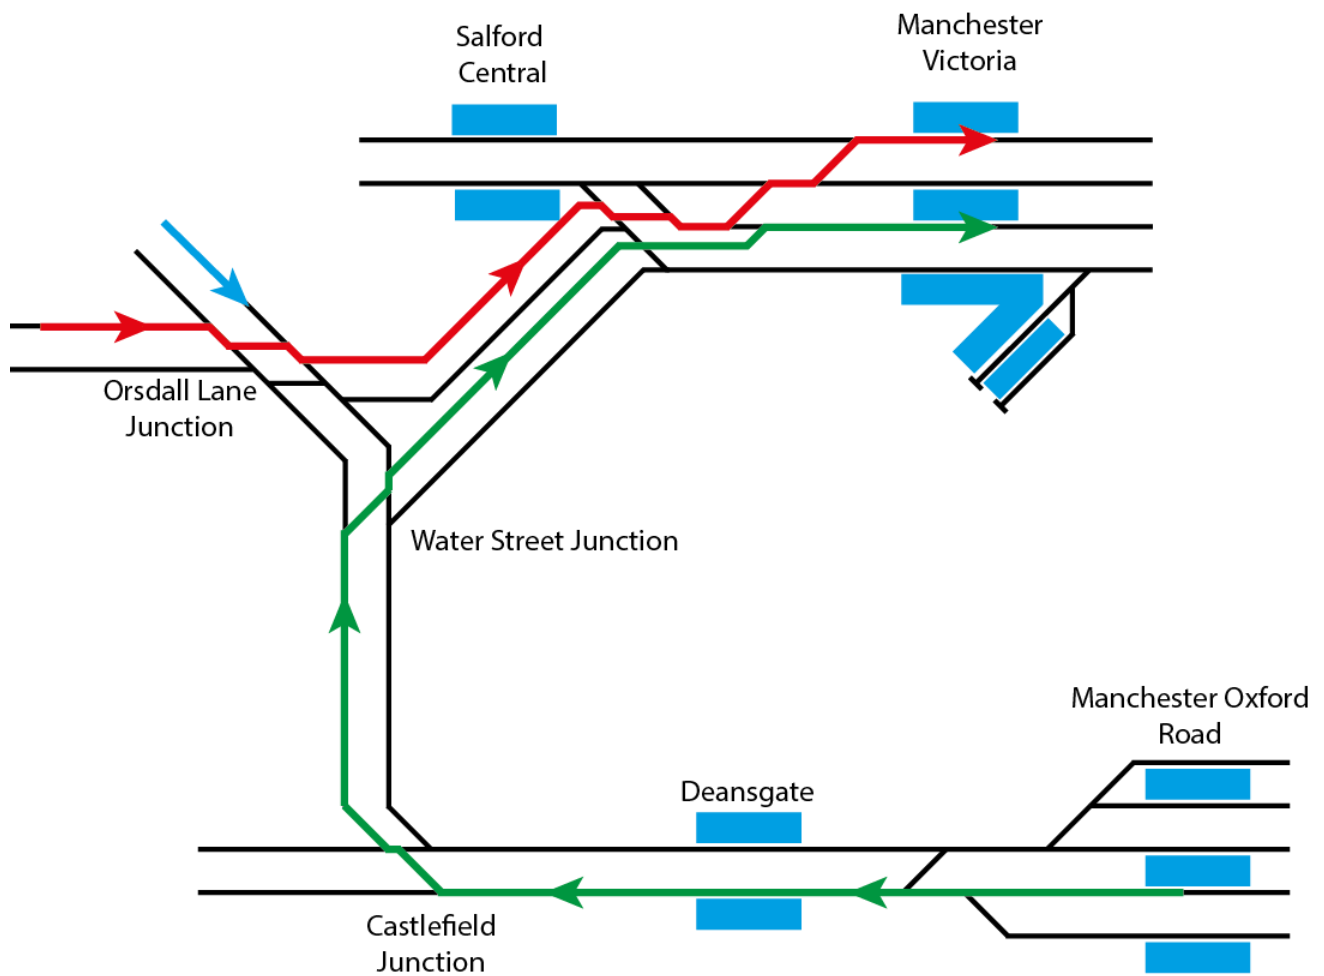 Salford
Central
Manchester
Victoria
Orsdall Lane
Junction
Water Street Junction
Manchester Oxford
Road
Deansgate
Castlefield
Junction